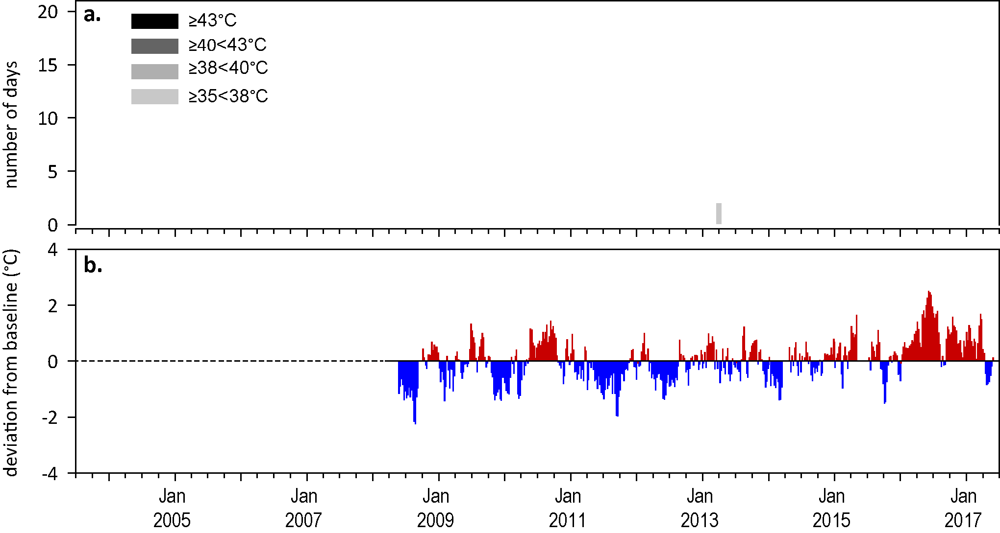 a.
≥43°C
≥40<43°C
≥38<40°C
≥35<38°C
number of days
20
15
10
5
0
b.
deviation from baseline (°C)
4
2
0
-2
-4
Jan Jan Jan Jan Jan Jan Jan
2005 2007 2009 2011 2013 2015 2017